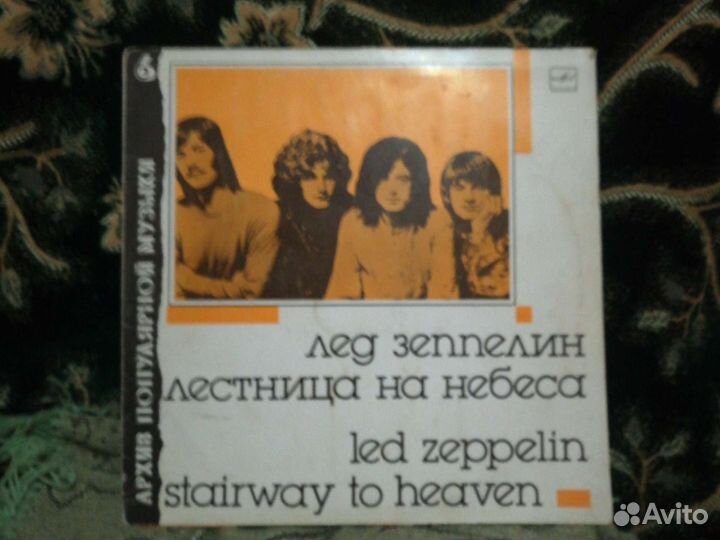 6
АРХИВ ПОПУЛЯРНОЙ МУЗЫКИ
лед зеппелин
лестница на небеса
led zeppelin
stairway to heaven
Avito